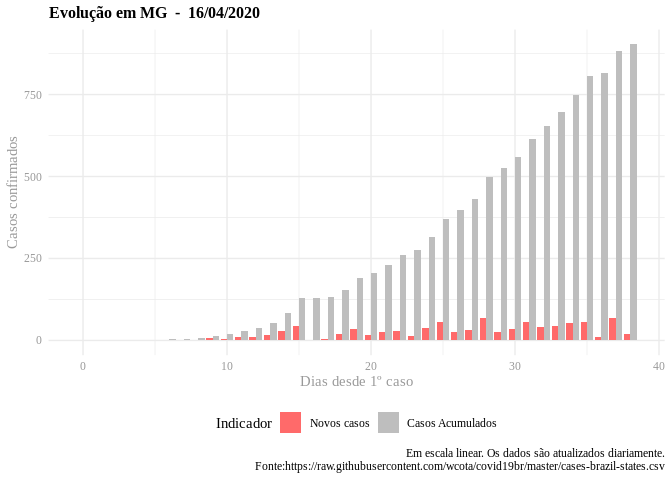 Evolução em MG  -  16/04/2020
Casos confirmados
750
500
250
0
0 10 20 30 40
Dias desde 1º caso
Indicador Novos casos Casos Acumulados
Em escala linear. Os dados são atualizados diariamente.
Fonte:https://raw.githubusercontent.com/wcota/covid19br/master/cases-brazil-states.csv